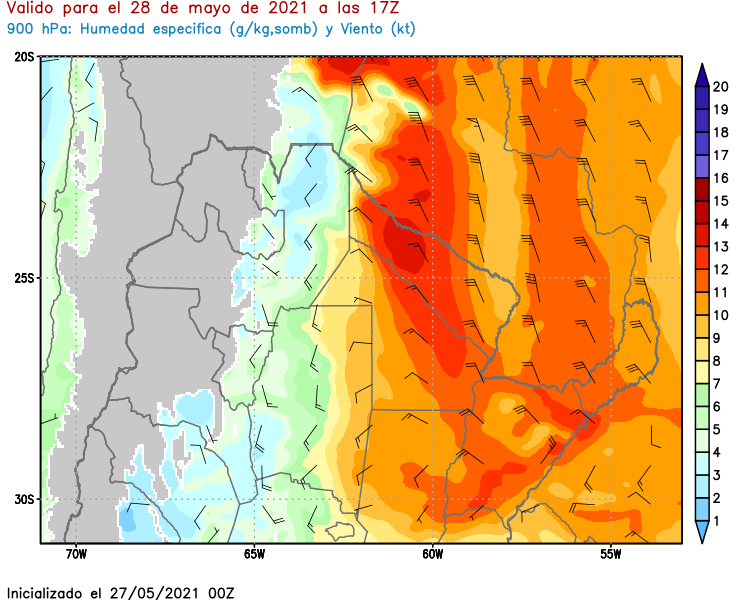 Valido para el 28 de mayo de 2021 a las 17Z
900 hPa: Humedad especifica (g/kg,somb) y Viento (kt)
20S
25S
30S
70W
65W
60W
55W
20
19
18
17
16
15
14
13
12
11
10
9
8
7
6
5
4
3
2
1
Inicializado el 27/05/2021 00Z